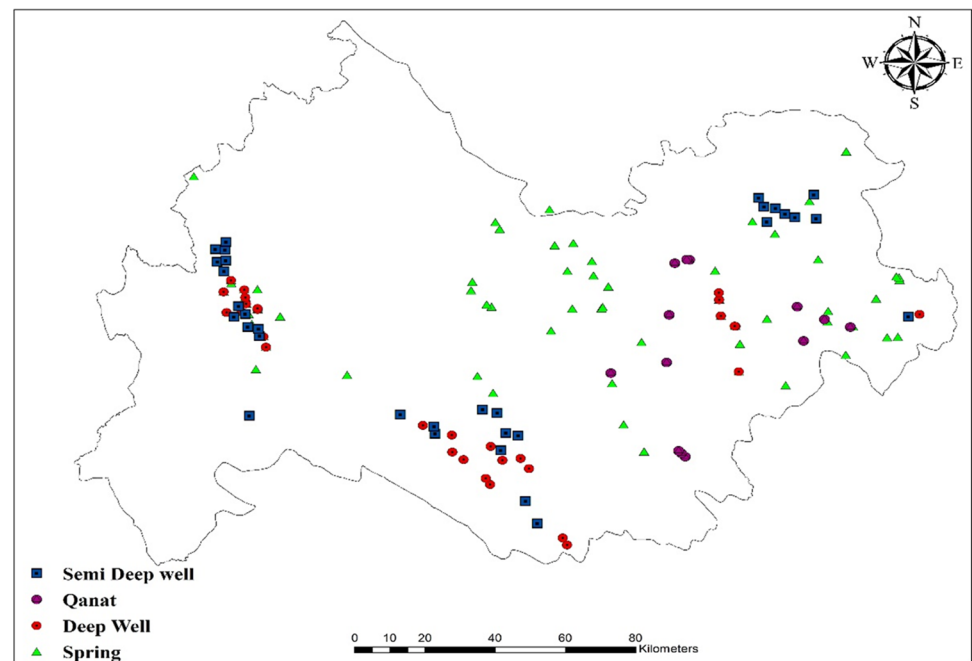 N
W E
S
Semi Deep well
Qanat
Deep Well
Spring
0 10 20 40 60 80
Kilometers